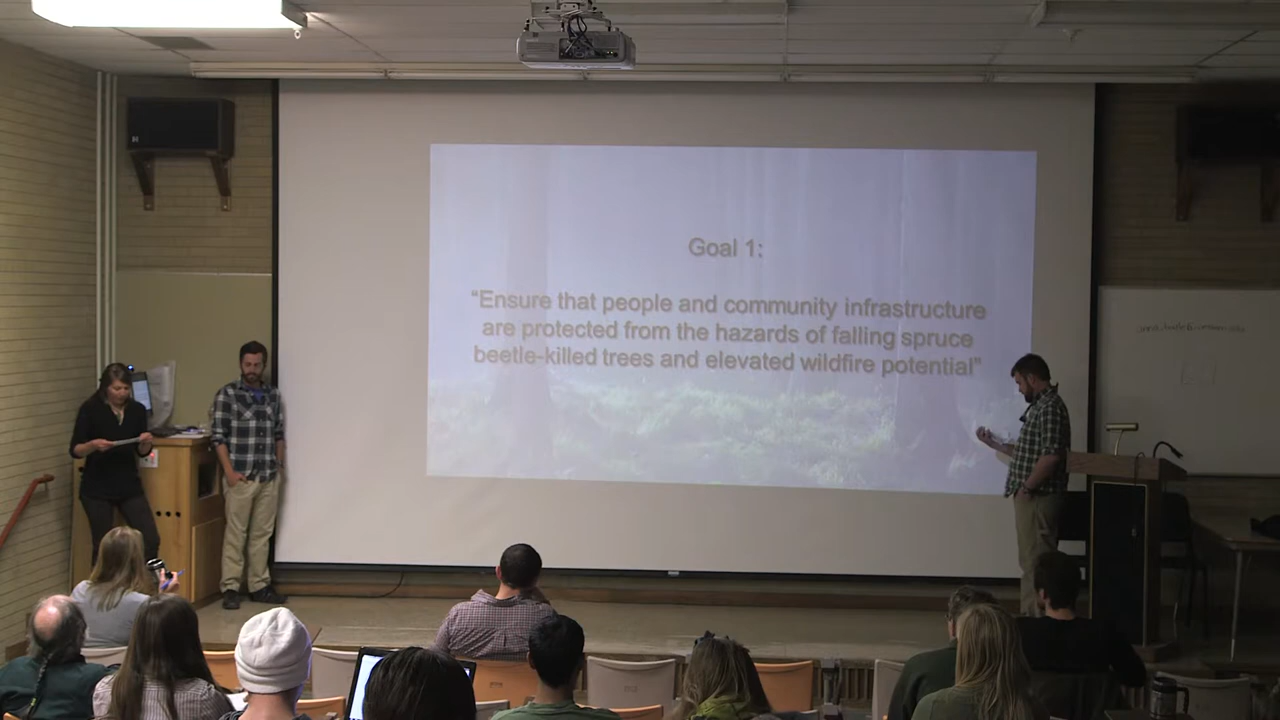 Goal 1:
“Ensure that people and community infrastructure
are protected from the hazards of falling spruce
beetle-killed trees and elevated wildfire potential”